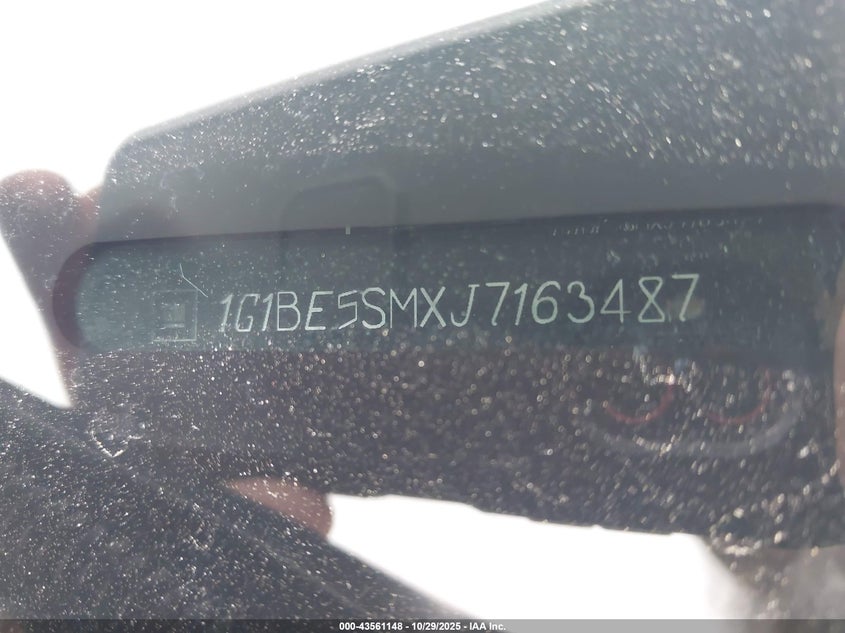 1G1BE5SMXJ7163487
000-43561148 | 10/29/2025 | IAA Inc.